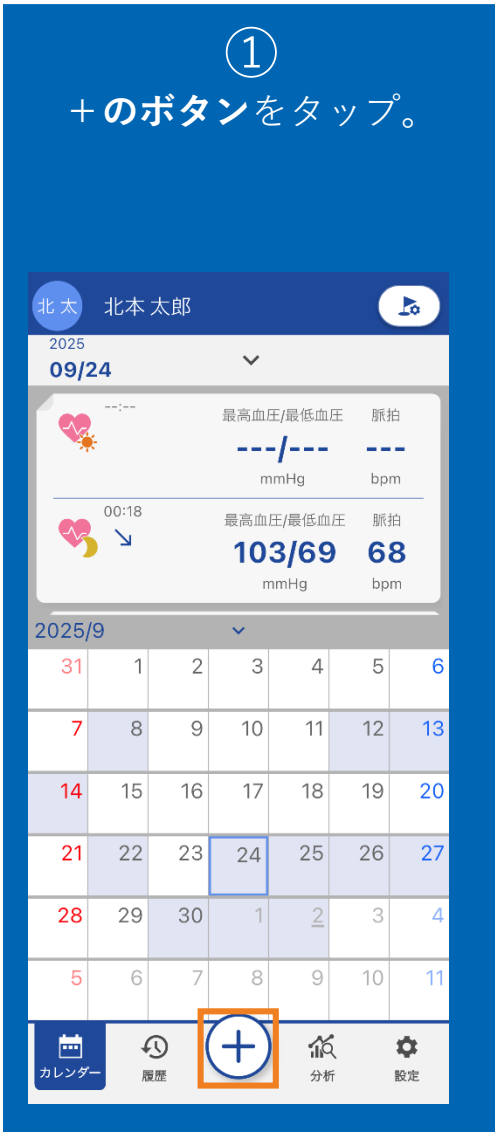 ①
＋のボタンをタップ。
北 太 北本 太郎
2025
09/24
--:-- 最高血圧/最低血圧 脈拍
---/--- ---
mmHg bpm
00:18 最高血圧/最低血圧 脈拍
103/69 68
mmHg bpm
2025/9
31 1 2 3 4 5 6
7 8 9 10 11 12 13
14 15 16 17 18 19 20
21 22 23 24 25 26 27
28 29 30 1 2 3 4
5 6 7 8 9 10 11
カレンダー 履歴 分析 設定